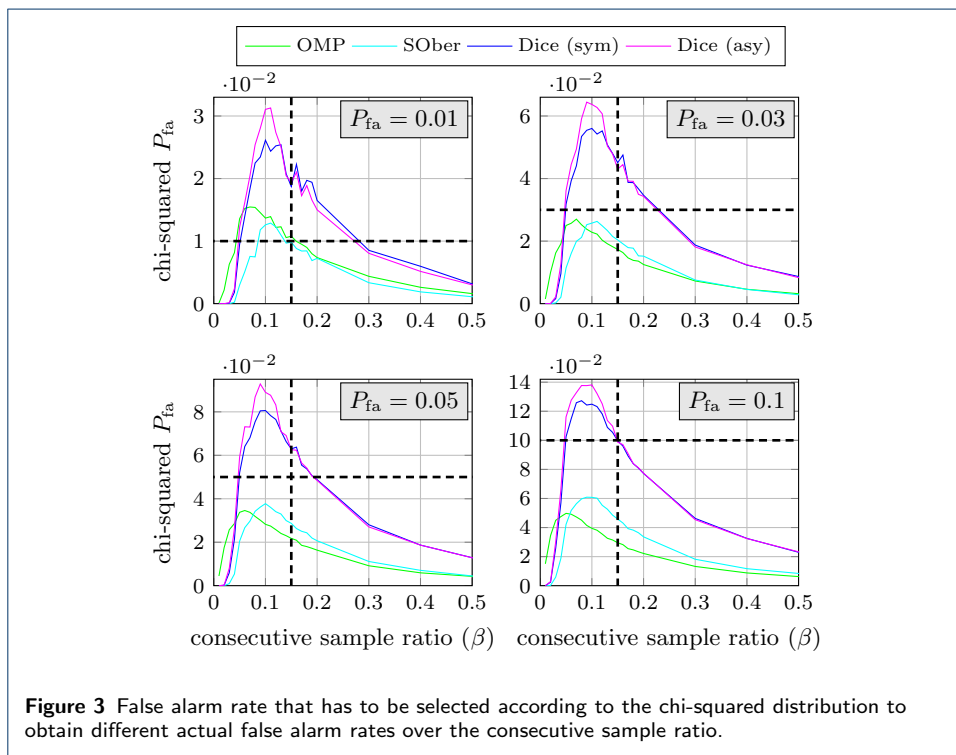 OMP SOber Dice (sym) Dice (asy)
·10⁻² ·10⁻²
chi-squared P_fa
3
2
1
0
P_fa = 0.01
0 0.1 0.2 0.3 0.4 0.5
6
4
2
0
P_fa = 0.03
0 0.1 0.2 0.3 0.4 0.5
·10⁻² ·10⁻²
chi-squared P_fa
8
6
4
2
0
P_fa = 0.05
0 0.1 0.2 0.3 0.4 0.5
consecutive sample ratio (β)
14
12
10
8
6
4
2
0
P_fa = 0.1
0 0.1 0.2 0.3 0.4 0.5
consecutive sample ratio (β)
Figure 3 False alarm rate that has to be selected according to the chi-squared distribution to
obtain different actual false alarm rates over the consecutive sample ratio.